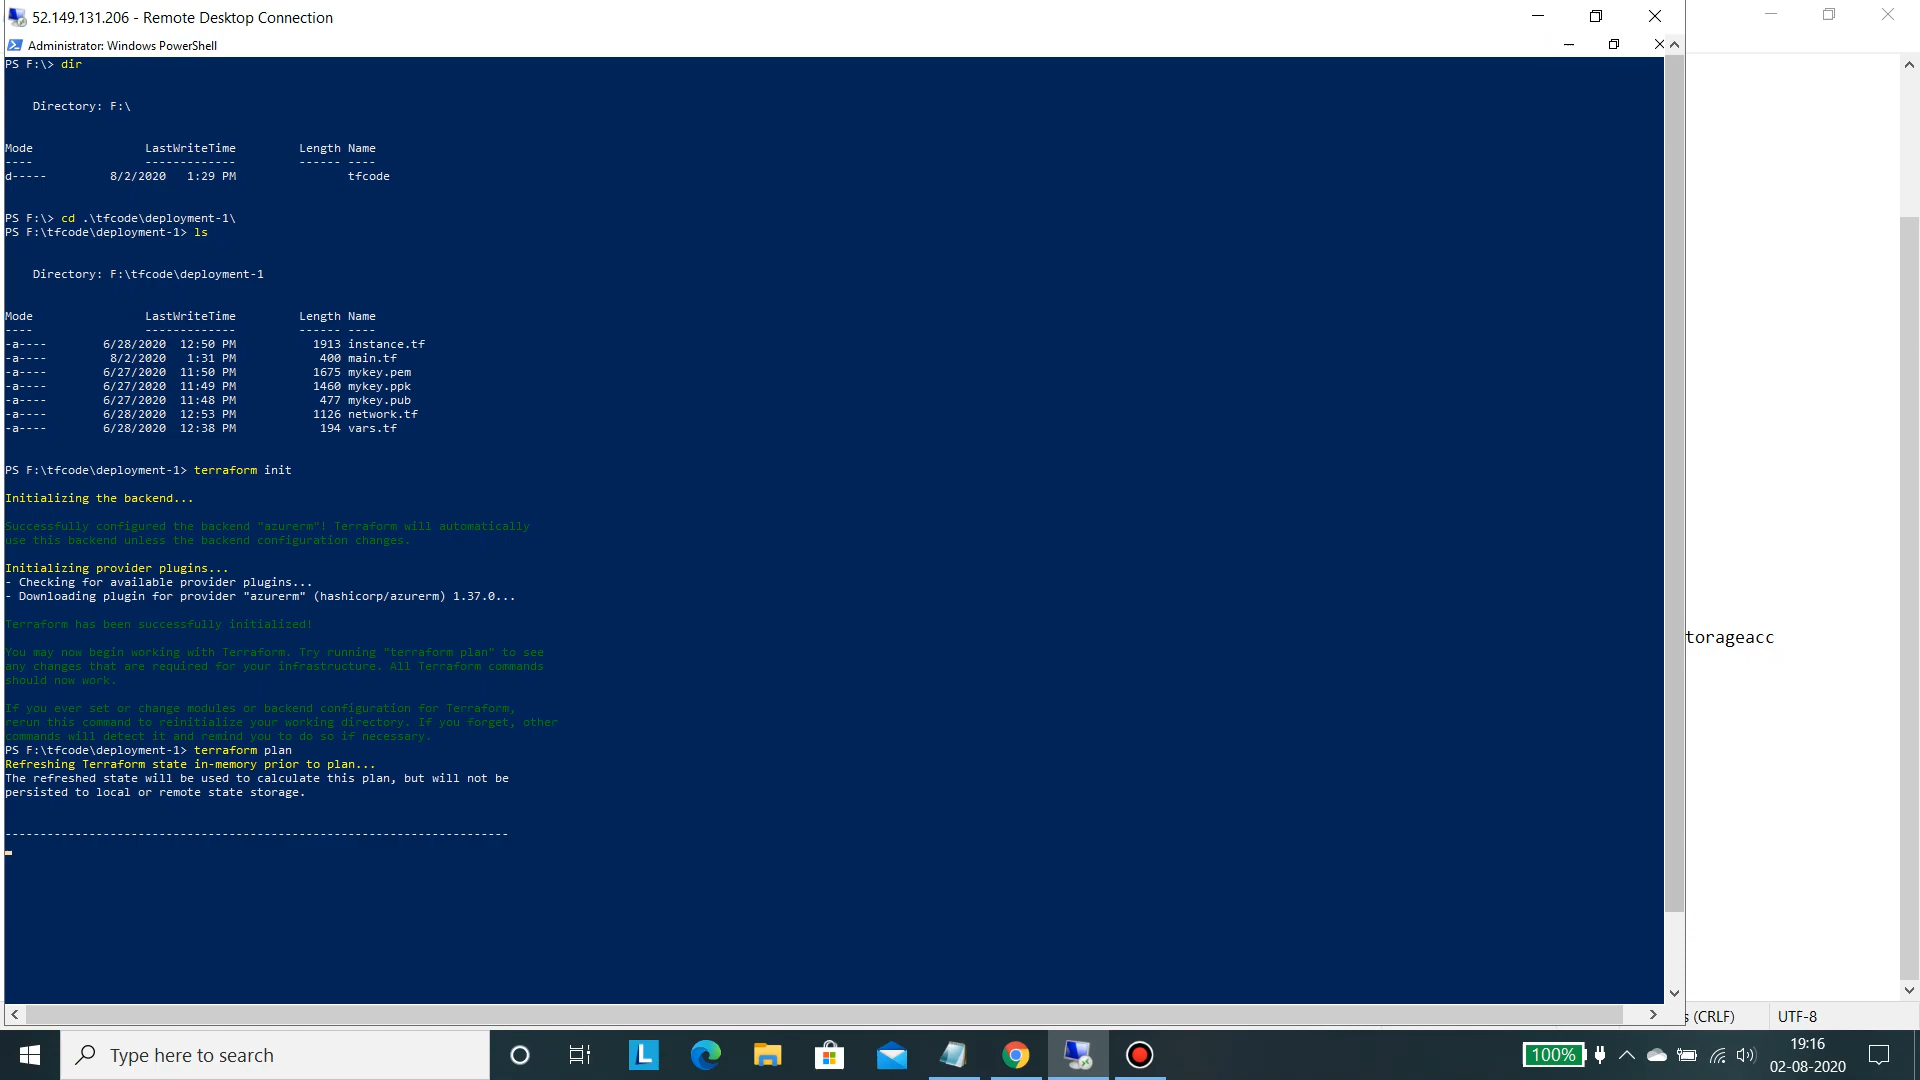 52.149.131.206 - Remote Desktop Connection
Administrator: Windows PowerShell
PS F:\> dir
Directory: F:\
Mode LastWriteTime Length Name
---- ------------- ------ ----
d----- 8/2/2020 1:29 PM tfcode
PS F:\> cd .\tfcode\deployment-1\
PS F:\tfcode\deployment-1> ls
Directory: F:\tfcode\deployment-1
Mode LastWriteTime Length Name
---- ------------- ------ ----
-a---- 6/28/2020 12:50 PM 1913 instance.tf
-a---- 8/2/2020 1:31 PM 400 main.tf
-a---- 6/27/2020 11:50 PM 1675 mykey.pem
-a---- 6/27/2020 11:49 PM 1460 mykey.ppk
-a---- 6/27/2020 11:48 PM 477 mykey.pub
-a---- 6/28/2020 12:53 PM 1126 network.tf
-a---- 6/28/2020 12:38 PM 194 vars.tf
PS F:\tfcode\deployment-1> terraform init
Initializing the backend...
Successfully configured the backend "azurerm"! Terraform will automatically
use this backend unless the backend configuration changes.
Initializing provider plugins...
- Checking for available provider plugins...
- Downloading plugin for provider "azurerm" (hashicorp/azurerm) 1.37.0...
Terraform has been successfully initialized!
You may now begin working with Terraform. Try running "terraform plan" to see
any changes that are required for your infrastructure. All Terraform commands
should now work.
If you ever set or change modules or backend configuration for Terraform,
rerun this command to reinitialize your working directory. If you forget, other
commands will detect it and remind you to do so if necessary.
PS F:\tfcode\deployment-1> terraform plan
Refreshing Terraform state in-memory prior to plan...
The refreshed state will be used to calculate this plan, but will not be
persisted to local or remote state storage.
------------------------------------------------------------------------
torageacc
s (CRLF) UTF-8
Type here to search
L
100%
19:16
02-08-2020